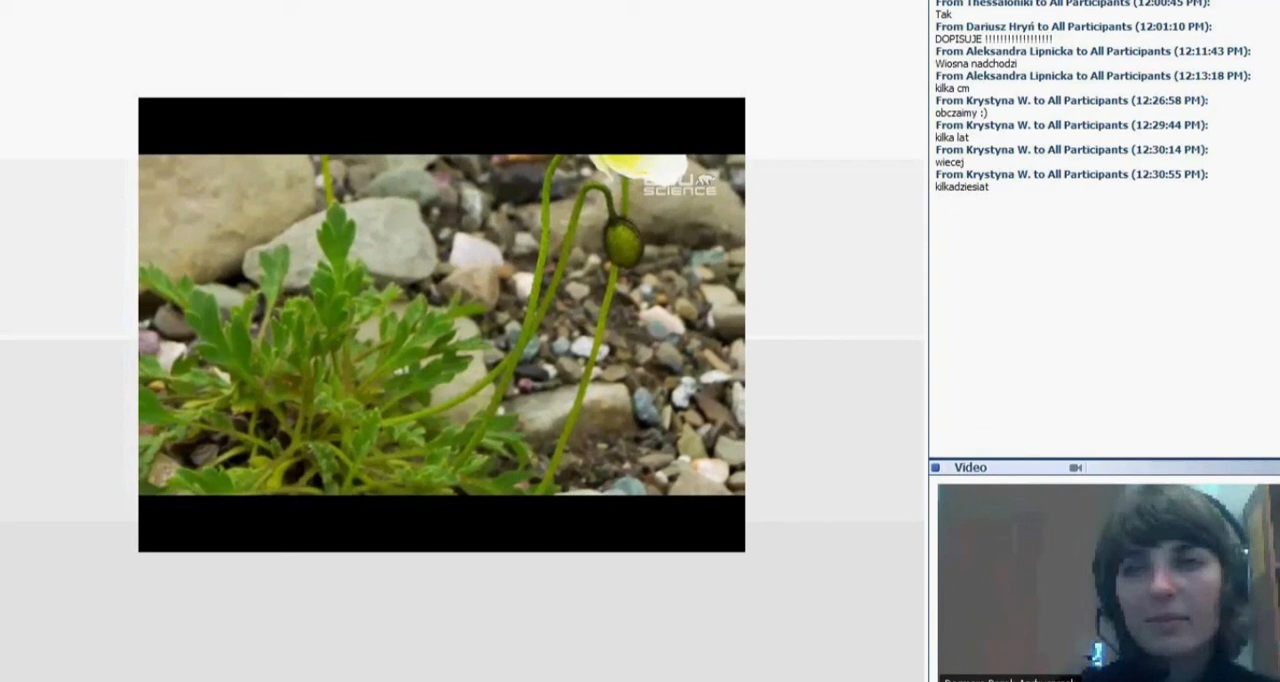 From Thessaloniki to All Participants (12:00:45 PM):
Tak
From Dariusz Hryń to All Participants (12:01:10 PM):
DOPISUJE !!!!!!!!!!!!!!!!!!
From Aleksandra Lipnicka to All Participants (12:11:43 PM):
Wiosna nadchodzi
From Aleksandra Lipnicka to All Participants (12:13:18 PM):
kilka cm
From Krystyna W. to All Participants (12:26:58 PM):
obczaimy :)
From Krystyna W. to All Participants (12:29:44 PM):
kilka lat
From Krystyna W. to All Participants (12:30:14 PM):
wiecej
From Krystyna W. to All Participants (12:30:55 PM):
kilkadziesiat
SCIENCE
Video